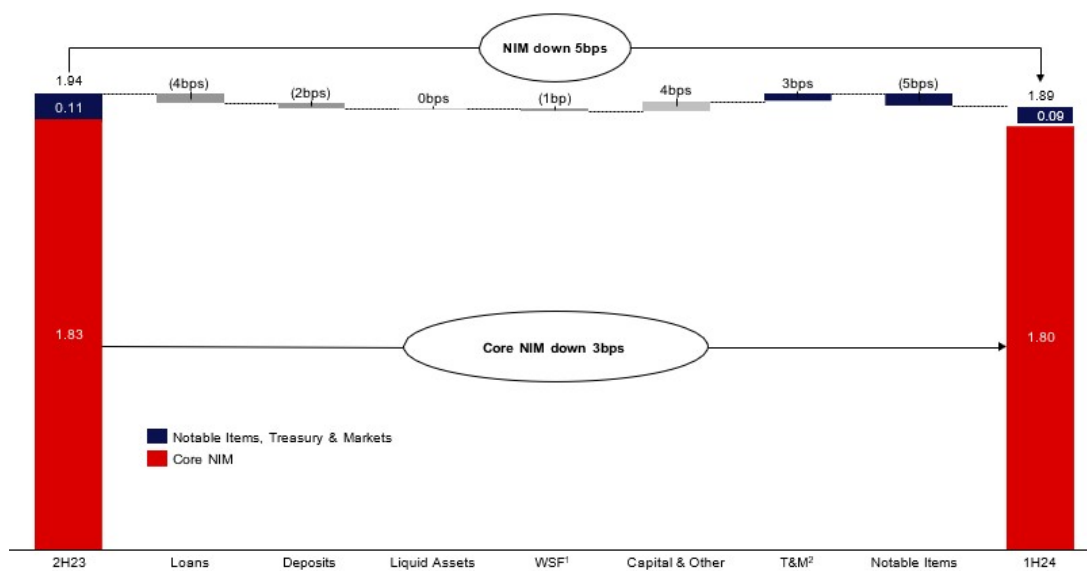 NIM down 5bps
1.94
(4bps)
(2bps)
0bps
(1bp)
4bps
3bps
(5bps)
1.89
0.11
0.09
1.83
Core NIM down 3bps
1.80
Notable Items, Treasury & Markets
Core NIM
2H23 Loans Deposits Liquid Assets WSF¹ Capital & Other T&M² Notable Items 1H24